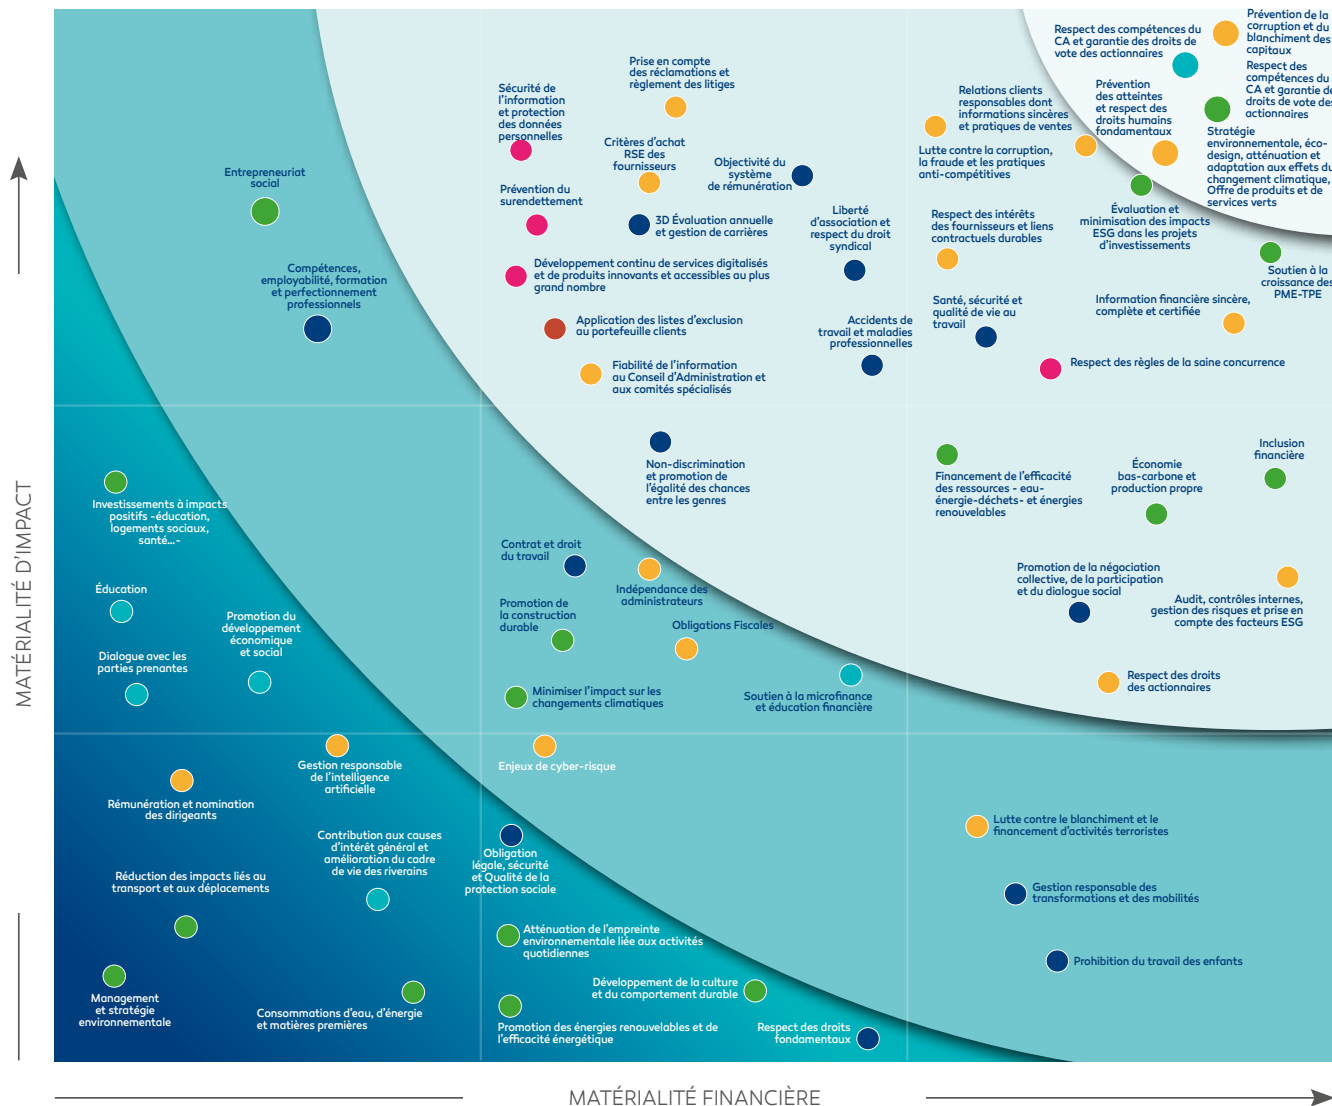 Prévention de la
corruption et du
blanchiment des
capitaux
Respect des compétences du
CA et garantie des droits de
vote des actionnaires
Respect des
compétences du
CA et garantie de
droits de vote des
actionnaires
Prévention
des atteintes
et respect des
droits humains
fondamentaux
Stratégie
environnementale, éco-
design, atténuation et
adaptation aux effets du
changement climatique,
Offre de produits et de
services verts
Prise en compte
des réclamations et
règlement des litiges
Sécurité de
l'information
et protection
des données
personnelles
Relations clients
responsables dont
informations sincères
et pratiques de ventes
Critères d'achat
RSE des
fournisseurs
Objectivité du
système
de rémunération
Lutte contre la corruption,
la fraude et les pratiques
anti-compétitives
Entrepreneuriat
social
Prévention du
surendettement
3D Évaluation annuelle
et gestion de carrières
Liberté
d'association et
respect du droit
syndical
Respect des intérêts
des fournisseurs et liens
contractuels durables
Évaluation et
minimisation des impacts
ESG dans les projets
d'investissements
Compétences,
employabilité, formation
et perfectionnement
professionnels
Développement continu de services digitalisés
et de produits innovants et accessibles au plus
grand nombre
Soutien à la
croissance des
PME-TPE
Santé, sécurité et
qualité de vie au
travail
Information financière sincère,
complète et certifiée
Application des listes d'exclusion
au portefeuille clients
Accidents de
travail et maladies
professionnelles
Fiabilité de l'information
au Conseil d'Administration et
aux comités spécialisés
Respect des règles de la saine concurrence
Non-discrimination
et promotion de
l'égalité des chances
entre les genres
Financement de l'efficacité
des ressources - eau-
énergie-déchets- et énergies
renouvelables
Économie
bas-carbone et
production propre
Inclusion
financière
Investissements à impacts
positifs -éducation,
logements sociaux,
santé...-
Contrat et droit
du travail
Indépendance des
administrateurs
Promotion de la négociation
collective, de la participation
et du dialogue social
Audit, contrôles internes,
gestion des risques et prise en
compte des facteurs ESG
Éducation
Promotion du
développement
économique
et social
Promotion de
la construction
durable
Obligations Fiscales
Dialogue avec les
parties prenantes
Minimiser l'impact sur les
changements climatiques
Soutien à la microfinance
et éducation financière
Respect des droits
des actionnaires
Gestion responsable
de l'intelligence
artificielle
Enjeux de cyber-risque
Rémunération et nomination
des dirigeants
Contribution aux causes
d'intérêt général et
amélioration du cadre
de vie des riverains
Obligation
légale, sécurité
et Qualité de la
protection sociale
Lutte contre le blanchiment et le
financement d'activités terroristes
Réduction des impacts liés au
transport et aux déplacements
Gestion responsable des
transformations et des mobilités
Atténuation de l'empreinte
environnementale liée aux activités
quotidiennes
Prohibition du travail des enfants
Management
et stratégie
environnementale
Consommations d'eau, d'énergie
et matières premières
Développement de la culture
et du comportement durable
Promotion des énergies renouvelables et de
l'efficacité énergétique
Respect des droits
fondamentaux
MATÉRIALITÉ D'IMPACT
MATÉRIALITÉ FINANCIÈRE